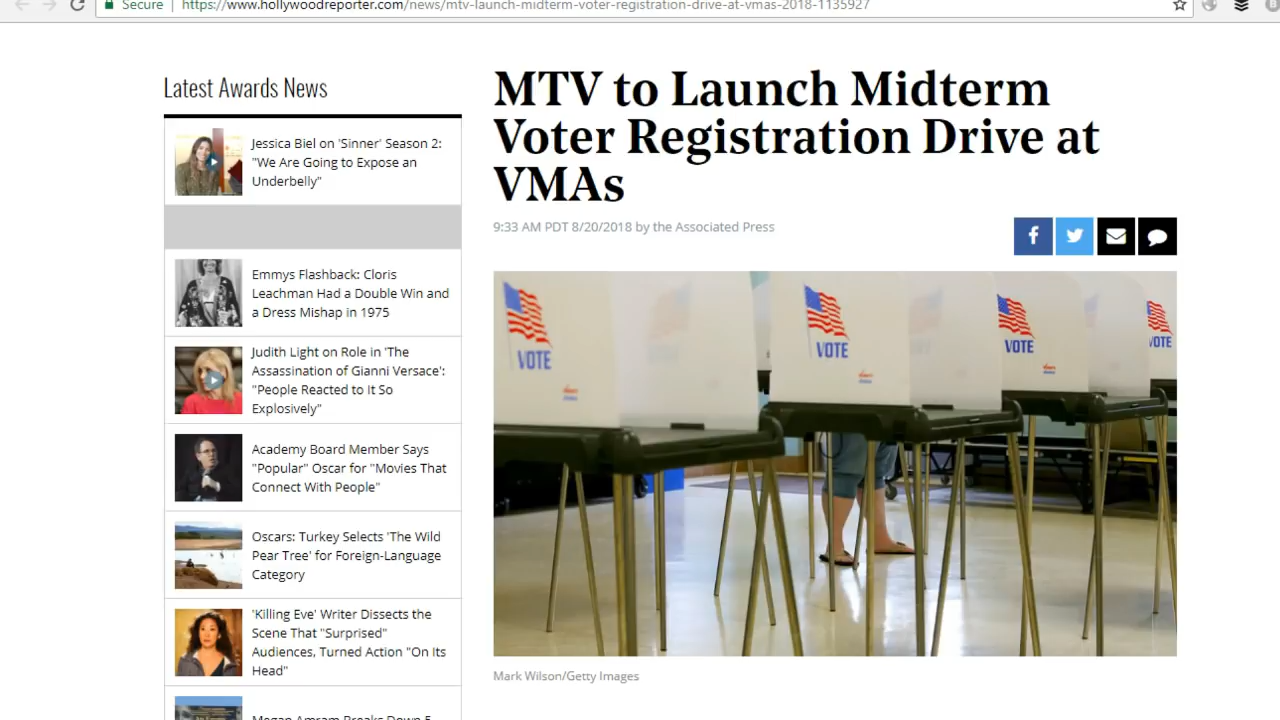 Secure
https://www.hollywoodreporter.com/news/mtv-launch-midterm-voter-registration-drive-at-vmas-2018-1135927
Latest Awards News
Jessica Biel on 'Sinner' Season 2:
"We Are Going to Expose an
Underbelly"
Emmys Flashback: Cloris
Leachman Had a Double Win and
a Dress Mishap in 1975
Judith Light on Role in 'The
Assassination of Gianni Versace':
"People Reacted to It So
Explosively"
Academy Board Member Says
"Popular" Oscar for "Movies That
Connect With People"
Oscars: Turkey Selects 'The Wild
Pear Tree' for Foreign-Language
Category
'Killing Eve' Writer Dissects the
Scene That "Surprised"
Audiences, Turned Action "On Its
Head"
Megan Amram Breaks Down 5
MTV to Launch Midterm
Voter Registration Drive at
VMAs
9:33 AM PDT 8/20/2018 by the Associated Press
VOTE
VOTE
VOTE
VOTE
Mark Wilson/Getty Images